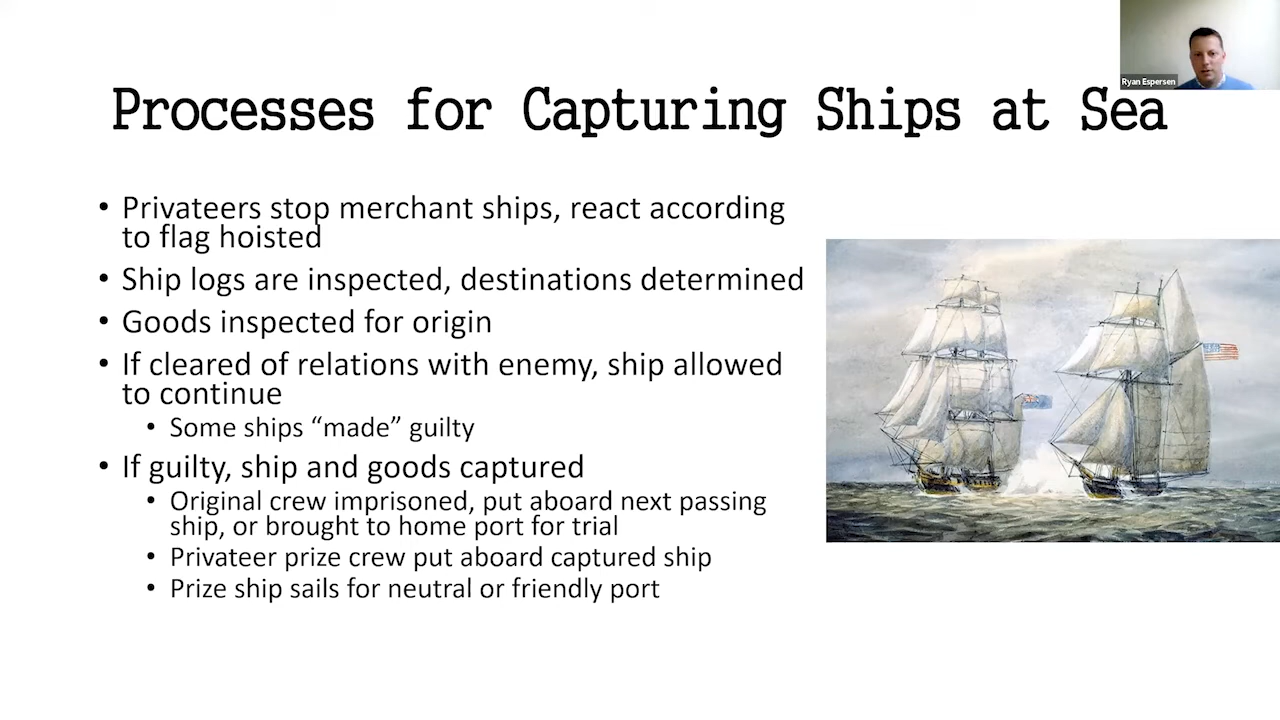 Ryan Espersen
Processes for Capturing Ships at Sea
• Privateers stop merchant ships, react according
to flag hoisted
• Ship logs are inspected, destinations determined
• Goods inspected for origin
• If cleared of relations with enemy, ship allowed
to continue
• Some ships “made” guilty
• If guilty, ship and goods captured
• Original crew imprisoned, put aboard next passing
ship, or brought to home port for trial
• Privateer prize crew put aboard captured ship
• Prize ship sails for neutral or friendly port